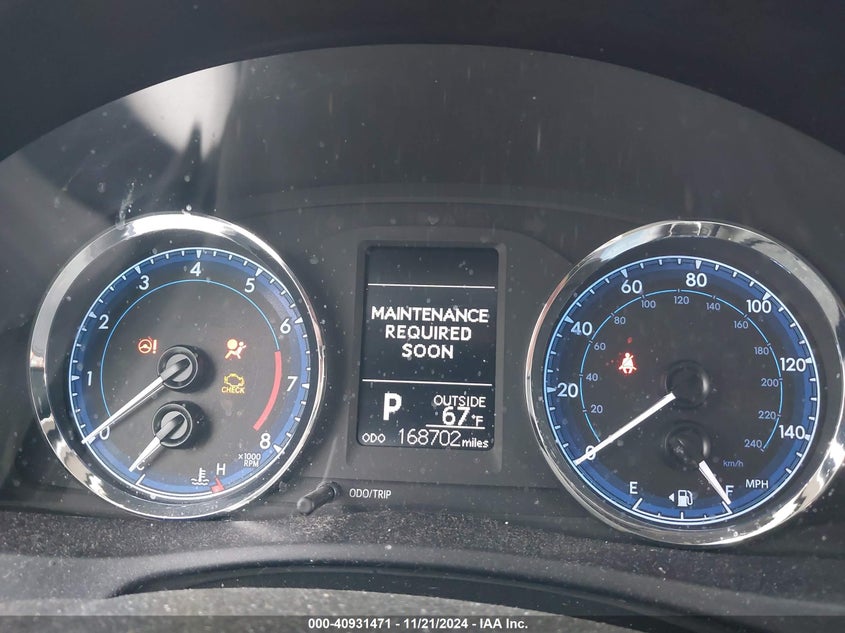 0
1
2
3
4
5
6
7
8
CHECK
C
H
×1000
RPM
MAINTENANCE
REQUIRED
SOON
P
OUTSIDE
67°F
ODO 168702 miles
ODO/TRIP
0
20
40
60
80
100
120
140
20
40
60
80
100
120
140
160
180
200
220
240
km/h
MPH
E
F
000-40931471 - 11/21/2024 - IAA Inc.